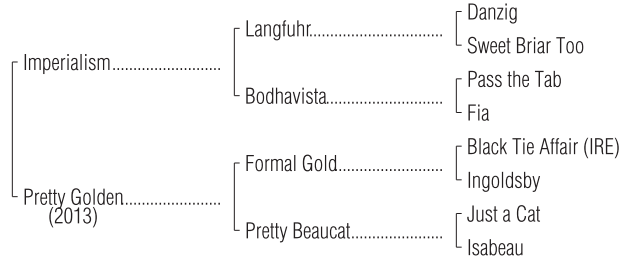 Danzig
Langfuhr
Sweet Briar Too
Imperialism
Pass the Tab
Bodhavista
Fia
Black Tie Affair (IRE)
Formal Gold
Ingoldsby
Pretty Golden
(2013)
Just a Cat
Pretty Beaucat
Isabeau